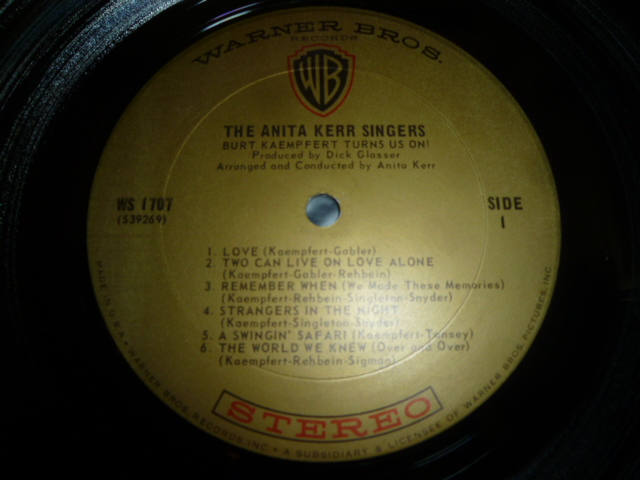 WARNER BROS.
RECORDS
WB
THE ANITA KERR SINGERS
BURT KAEMPFERT TURNS US ON!
Produced by Dick Glasser
Arranged and Conducted by Anita Kerr
WS 1707
(S39269)
SIDE
1
1. LOVE (Kaempfert-Gabler)
2. TWO CAN LIVE ON LOVE ALONE
(Kaempfert-Gabler-Rehbein)
3. REMEMBER WHEN (We Made These Memories)
(Kaempfert-Rehbein-Singleton-Snyder)
4. STRANGERS IN THE NIGHT
(Kaempfert-Singleton-Snyder)
5. A SWINGIN' SAFARI (Kaempfert-Tansey)
6. THE WORLD WE KNEW (Over and Over)
(Kaempfert-Rehbein-Sigman)
STEREO
MADE IN U.S.A. • WARNER BROS. RECORDS, INC. • A SUBSIDIARY & LICENSEE OF WARNER BROS. PICTURES, INC.